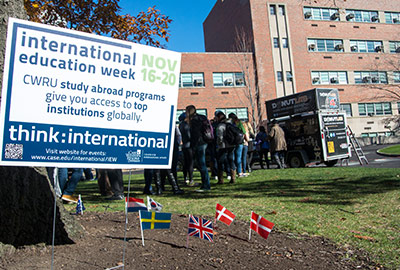 international
education week
NOV
16-20
CWRU study abroad programs
give you access to top
institutions globally.
think:international
Visit website for events:
www.case.edu/international/IEW